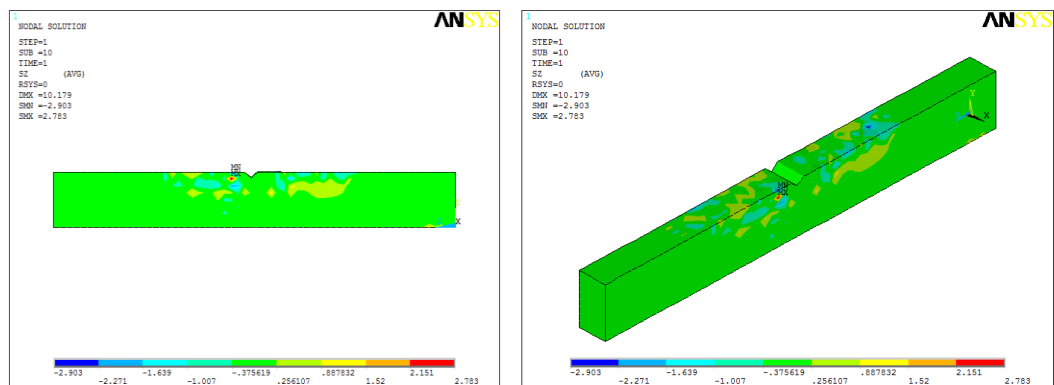 1
ANSYS
NODAL SOLUTION
STEP=1
SUB =10
TIME=1
SZ (AVG)
RSYS=0
DMX=10.179
SMN=-2.903
SMX=2.783
MN
MX
X
-2.903 -1.639 -.375619 .887832 2.151
-2.271 -1.007 .256107 1.52 2.783
1
ANSYS
NODAL SOLUTION
STEP=1
SUB =10
TIME=1
SZ (AVG)
RSYS=0
DMX=10.179
SMN=-2.903
SMX=2.783
Y
Z X
MN
MX
-2.903 -1.639 -.375619 .887832 2.151
-2.271 -1.007 .256107 1.52 2.783